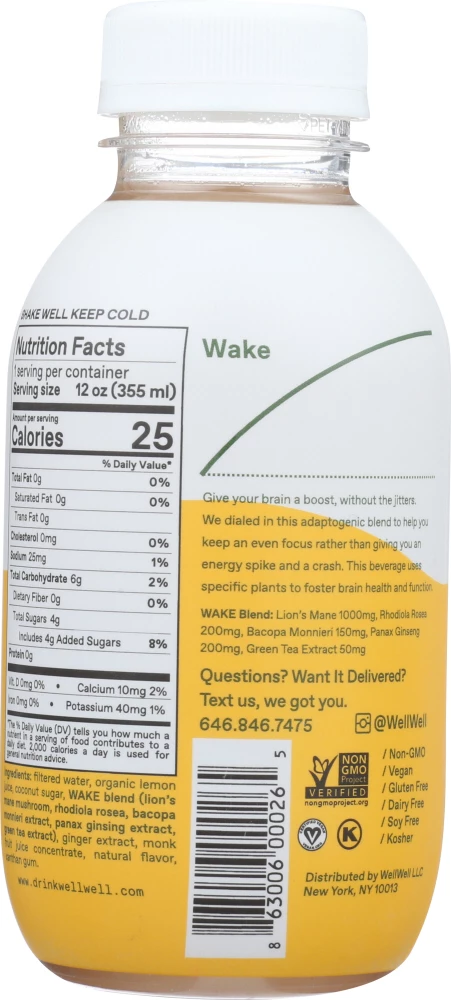 SHAKE WELL KEEP COLD
Nutrition Facts
1 serving per container
Serving size 12 oz (355 ml)
Amount per serving
Calories 25
% Daily Value*
Total Fat 0g 0%
Saturated Fat 0g 0%
Trans Fat 0g
Cholesterol 0mg 0%
Sodium 25mg 1%
Total Carbohydrate 6g 2%
Dietary Fiber 0g 0%
Total Sugars 4g
Includes 4g Added Sugars 8%
Protein 0g
Vit. D 0mg 0% • Calcium 10mg 2%
Iron 0mg 0% • Potassium 40mg 1%
*The % Daily Value (DV) tells you how much a
nutrient in a serving of food contributes to a
daily diet. 2,000 calories a day is used for
general nutrition advice.
Ingredients: filtered water, organic lemon
juice, coconut sugar, WAKE blend (lion's
mane mushroom, rhodiola rosea, bacopa
monnieri extract, panax ginseng extract,
green tea extract), ginger extract, monk
fruit juice concentrate, natural flavor,
xanthan gum.
www.drinkwellwell.com
Wake
Give your brain a boost, without the jitters.
We dialed in this adaptogenic blend to help you
keep an even focus rather than giving you an
energy spike and a crash. This beverage uses
specific plants to foster brain health and function.
WAKE Blend: Lion's Mane 1000mg, Rhodiola Rosea
200mg, Bacopa Monnieri 150mg, Panax Ginseng
200mg, Green Tea Extract 50mg
Questions? Want It Delivered?
Text us, we got you.
646.846.7475 @WellWell
8 63006 00026 5
NON
GMO
Project
VERIFIED
nongmoproject.org
K
/ Non-GMO
/ Vegan
/ Gluten Free
/ Dairy Free
/ Soy Free
/ Kosher
Distributed by WellWell LLC
New York, NY 10013